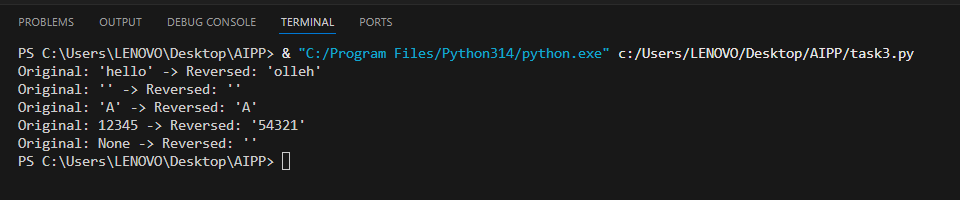 PROBLEMS OUTPUT DEBUG CONSOLE TERMINAL PORTS
PS C:\Users\LENOVO\Desktop\AIPP> & "C:/Program Files/Python314/python.exe" c:/Users/LENOVO/Desktop/AIPP/task3.py
Original: 'hello' -> Reversed: 'olleh'
Original: '' -> Reversed: ''
Original: 'A' -> Reversed: 'A'
Original: 12345 -> Reversed: '54321'
Original: None -> Reversed: ''
PS C:\Users\LENOVO\Desktop\AIPP>